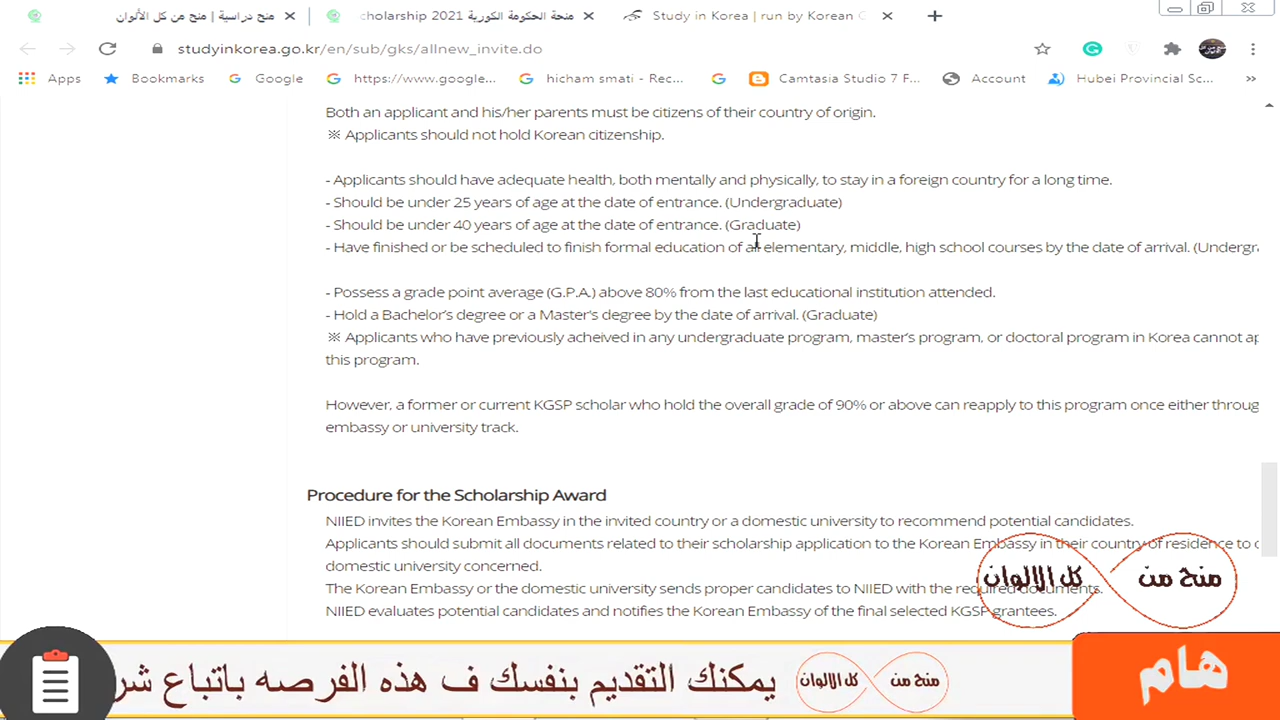 منح دراسية | منح من كل الألوان
منحة الحكومة الكورية 2021 cholarship
Study in Korea | run by Korean G
studyinkorea.go.kr/en/sub/gks/allnew_invite.do
Apps
Bookmarks
Google
https://www.google...
hicham smati - Rec...
Camtasia Studio 7 F...
Account
Hubei Provincial Sc...
Both an applicant and his/her parents must be citizens of their country of origin.
※ Applicants should not hold Korean citizenship.
- Applicants should have adequate health, both mentally and physically, to stay in a foreign country for a long time.
- Should be under 25 years of age at the date of entrance. (Undergraduate)
- Should be under 40 years of age at the date of entrance. (Graduate)
- Have finished or be scheduled to finish formal education of all elementary, middle, high school courses by the date of arrival. (Undergr
- Possess a grade point average (G.P.A.) above 80% from the last educational institution attended.
- Hold a Bachelor's degree or a Master's degree by the date of arrival. (Graduate)
※ Applicants who have previously acheived in any undergraduate program, master's program, or doctoral program in Korea cannot ap
this program.
However, a former or current KGSP scholar who hold the overall grade of 90% or above can reapply to this program once either throug
embassy or university track.
Procedure for the Scholarship Award
NIIED invites the Korean Embassy in the invited country or a domestic university to recommend potential candidates.
Applicants should submit all documents related to their scholarship application to the Korean Embassy in their country of residence to
domestic university concerned.
The Korean Embassy or the domestic university sends proper candidates to NIIED with the required documents.
NIIED evaluates potential candidates and notifies the Korean Embassy of the final selected KGSP grantees.
منح من كل الالوان
هام
منح من كل الالوان
يمكنك التقديم بنفسك ف هذه الفرصه باتباع شر